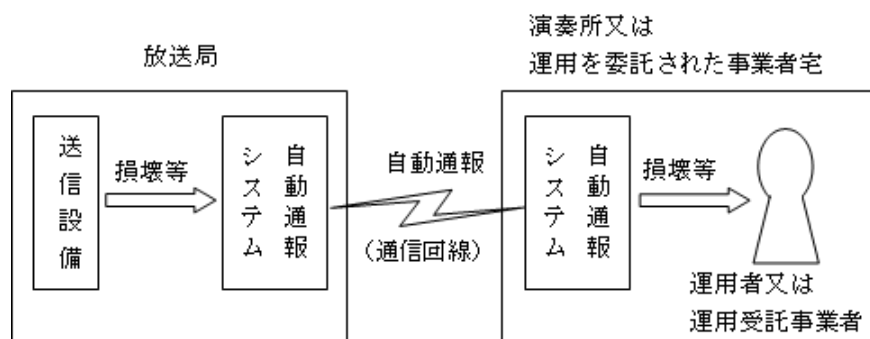 放送局
演奏所又は
運用を委託された事業者宅
送信設備
損壊等
自動通報
システム
自動通報
(通信回線)
自動通報
システム
損壊等
運用者又は
運用受託事業者